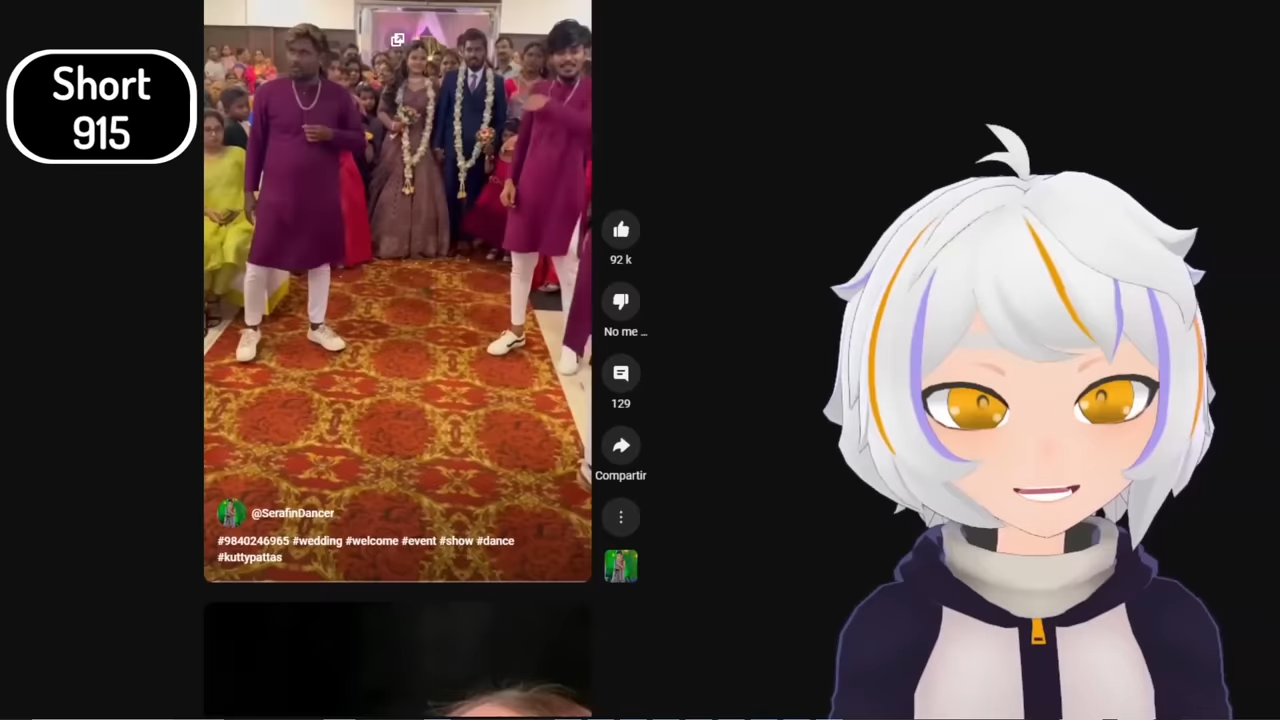 Short
915
92 k
No me ...
129
Compartir
@SerafinDancer
#9840246965 #wedding #welcome #event #show #dance
#kuttypattas